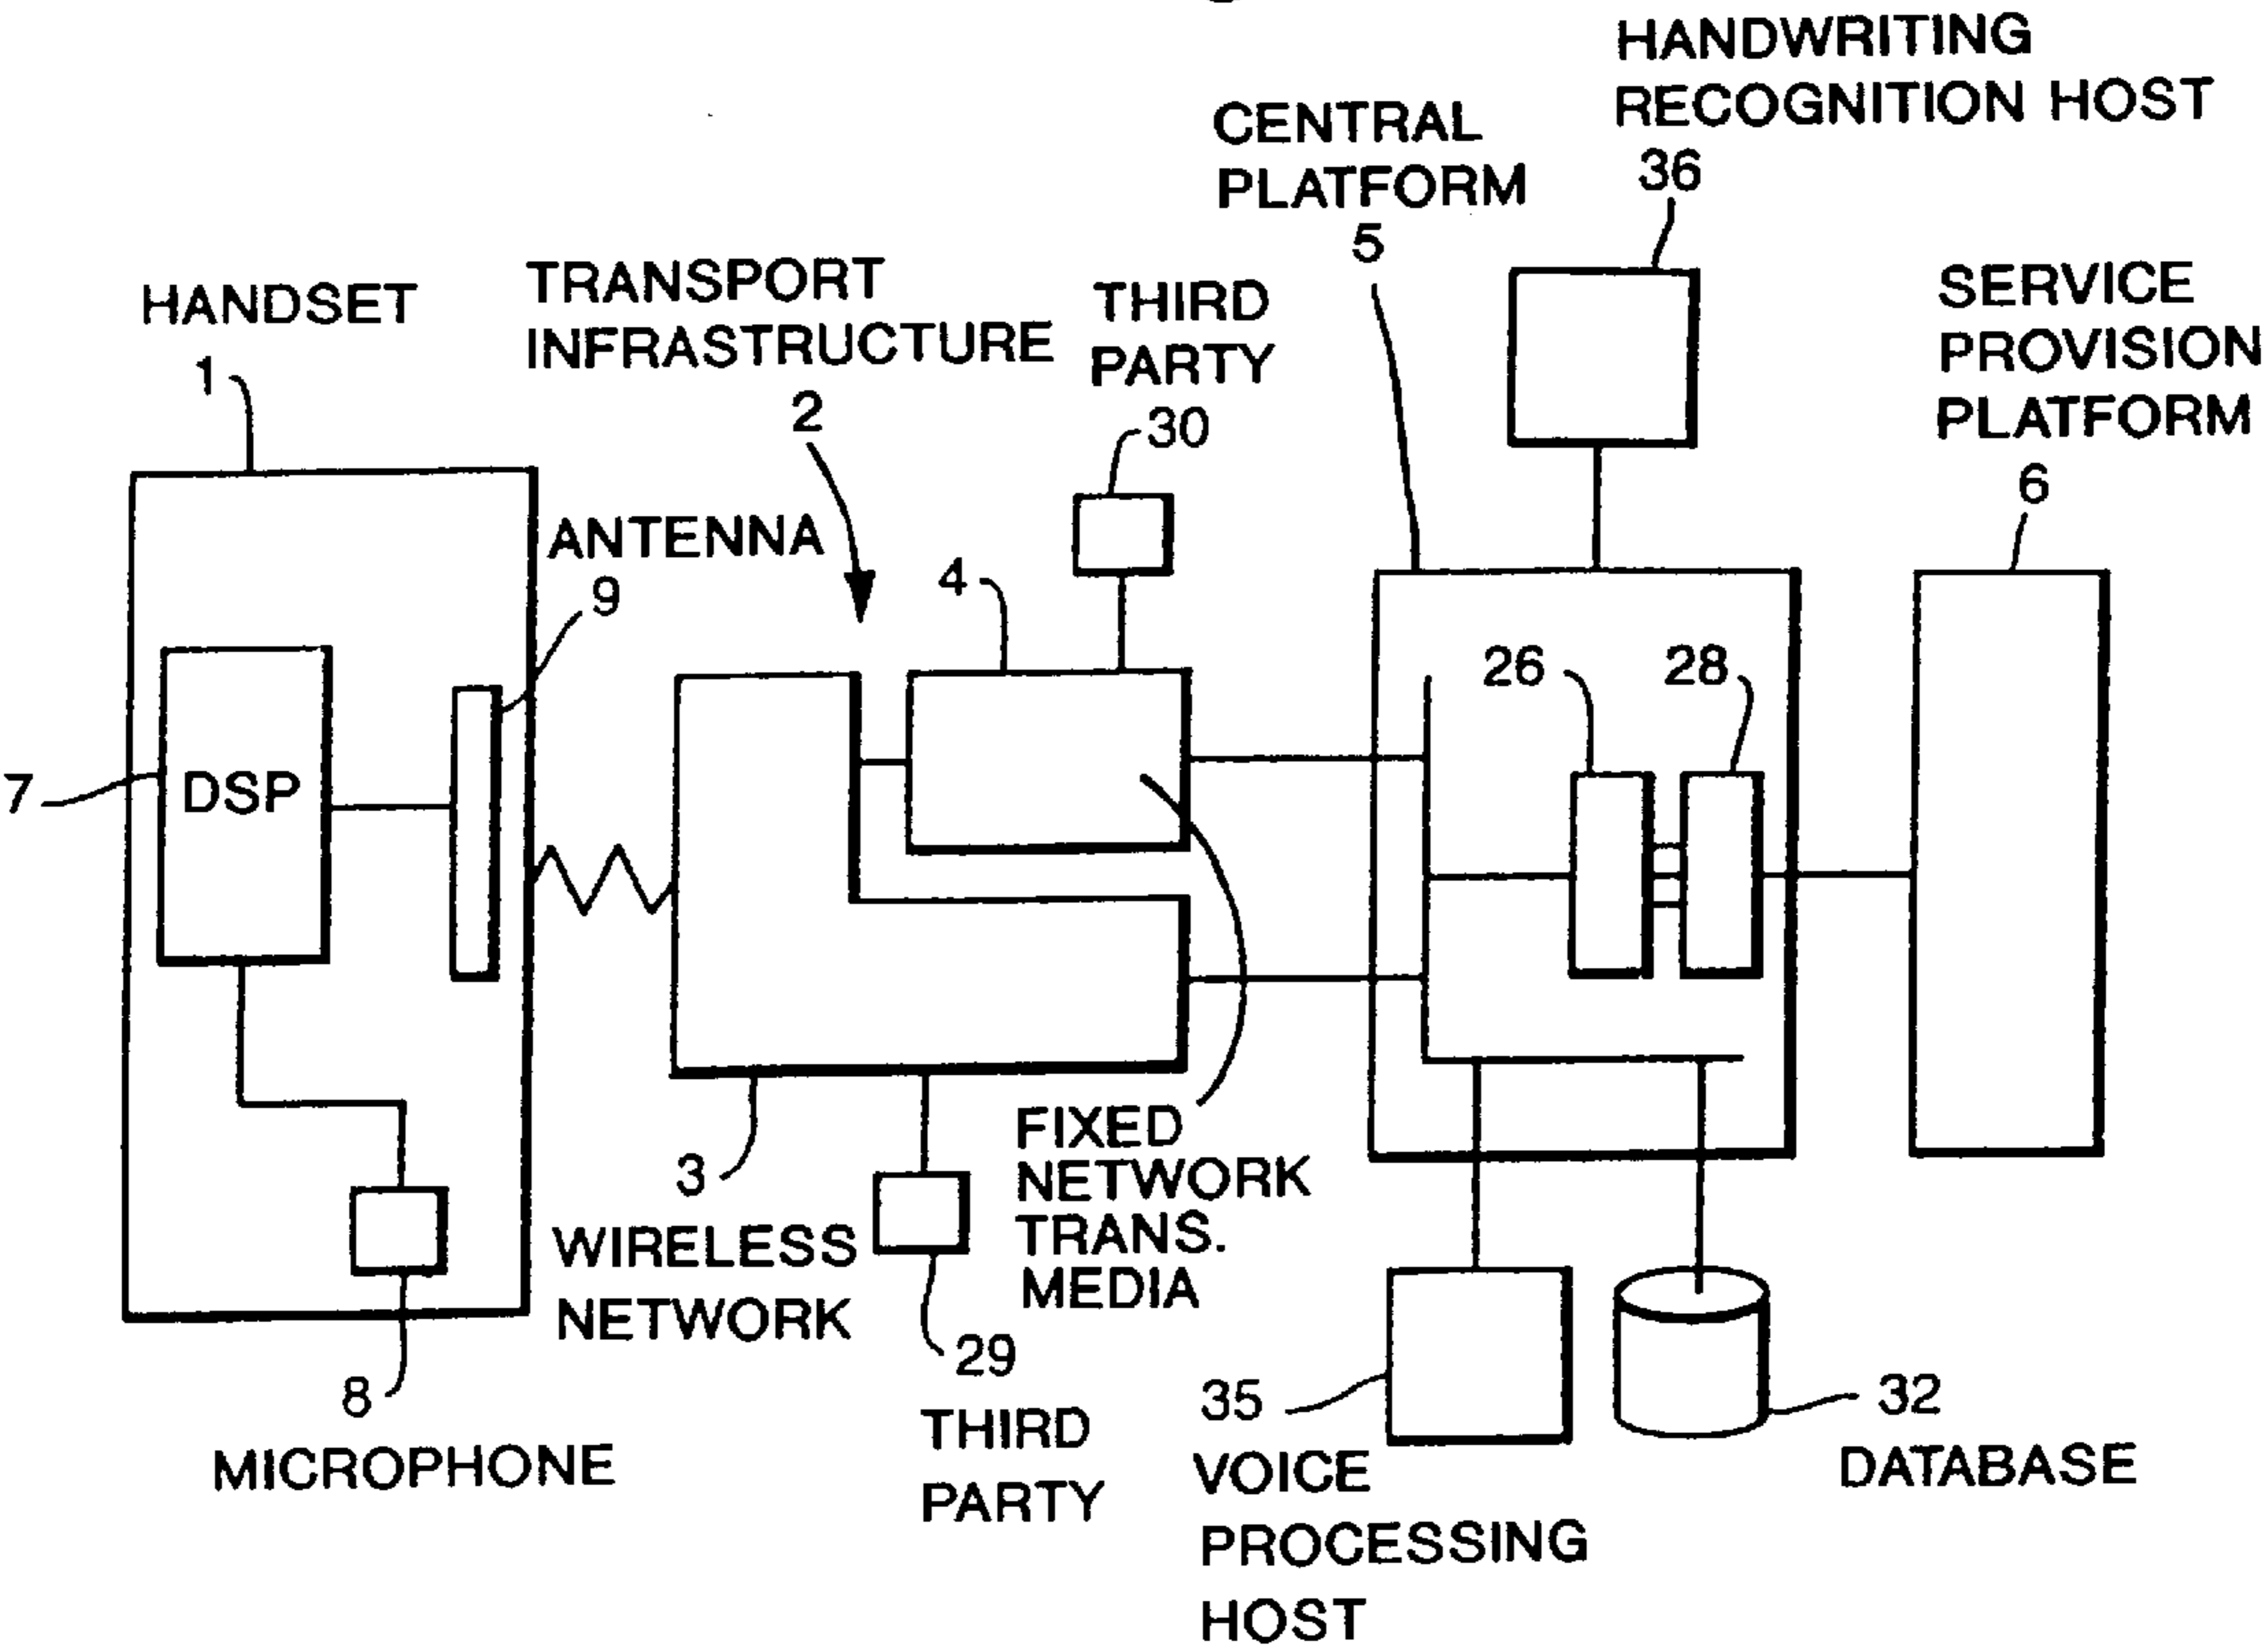 HANDWRITING
RECOGNITION HOST
36
CENTRAL
PLATFORM
5
SERVICE
PROVISION
PLATFORM
6
TRANSPORT
INFRASTRUCTURE
2
THIRD
PARTY
30
HANDSET
1
ANTENNA
9
4
26
28
7
DSP
3
WIRELESS
NETWORK
FIXED
NETWORK
TRANS.
MEDIA
29
THIRD
PARTY
8
MICROPHONE
35
VOICE
PROCESSING
HOST
32
DATABASE